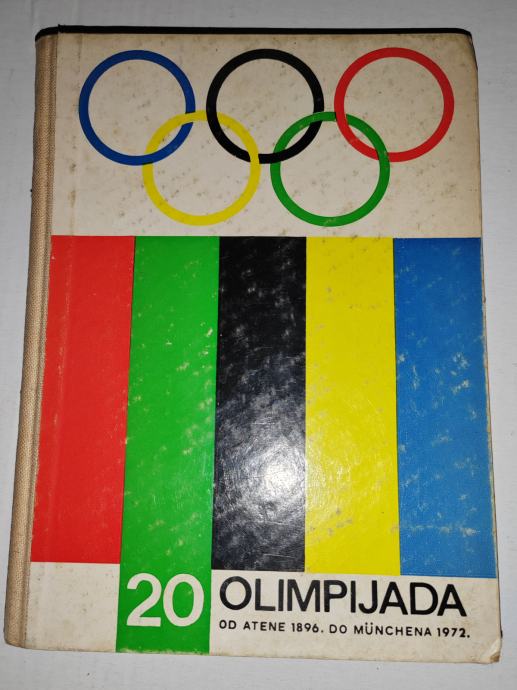 20 OLIMPIJADA
OD ATENE 1896. DO MÜNCHENA 1972.